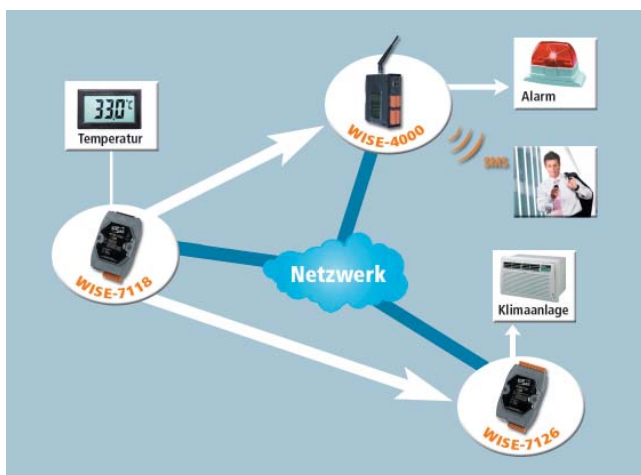 33.0°C
Temperatur
WISE-4000
Alarm
SMS
WISE-7118
Netzwerk
Klimaanlage
WISE-7126